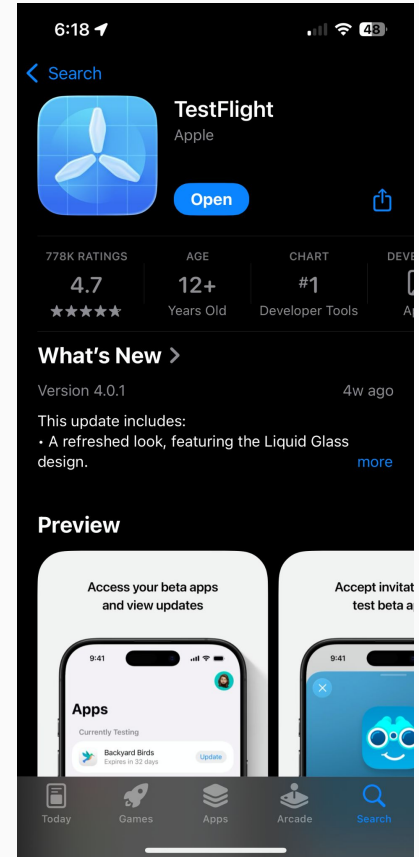 6:18
48
Search
TestFlight
Apple
Open
778K RATINGS
4.7
AGE
12+
Years Old
CHART
#1
Developer Tools
DEVE
What's New
Version 4.0.1
4w ago
This update includes:
• A refreshed look, featuring the Liquid Glass
design.
more
Preview
Access your beta apps
and view updates
9:41
Apps
Currently Testing
Backyard Birds
Expires in 32 days
Update
Accept invitat
test beta a
9:41
Today
Games
Apps
Arcade
Search